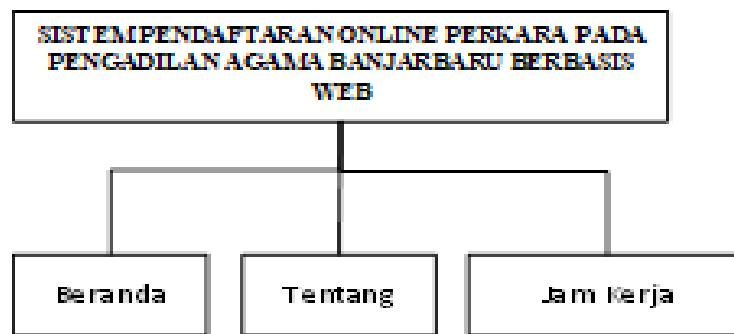 SISTEM PENDAFTARAN ONLINE PERKARA PADA
PENGADILAN AGAMA BANJARBARU BERBASIS
WEB
Beranda
Tentang
Jam Kerja